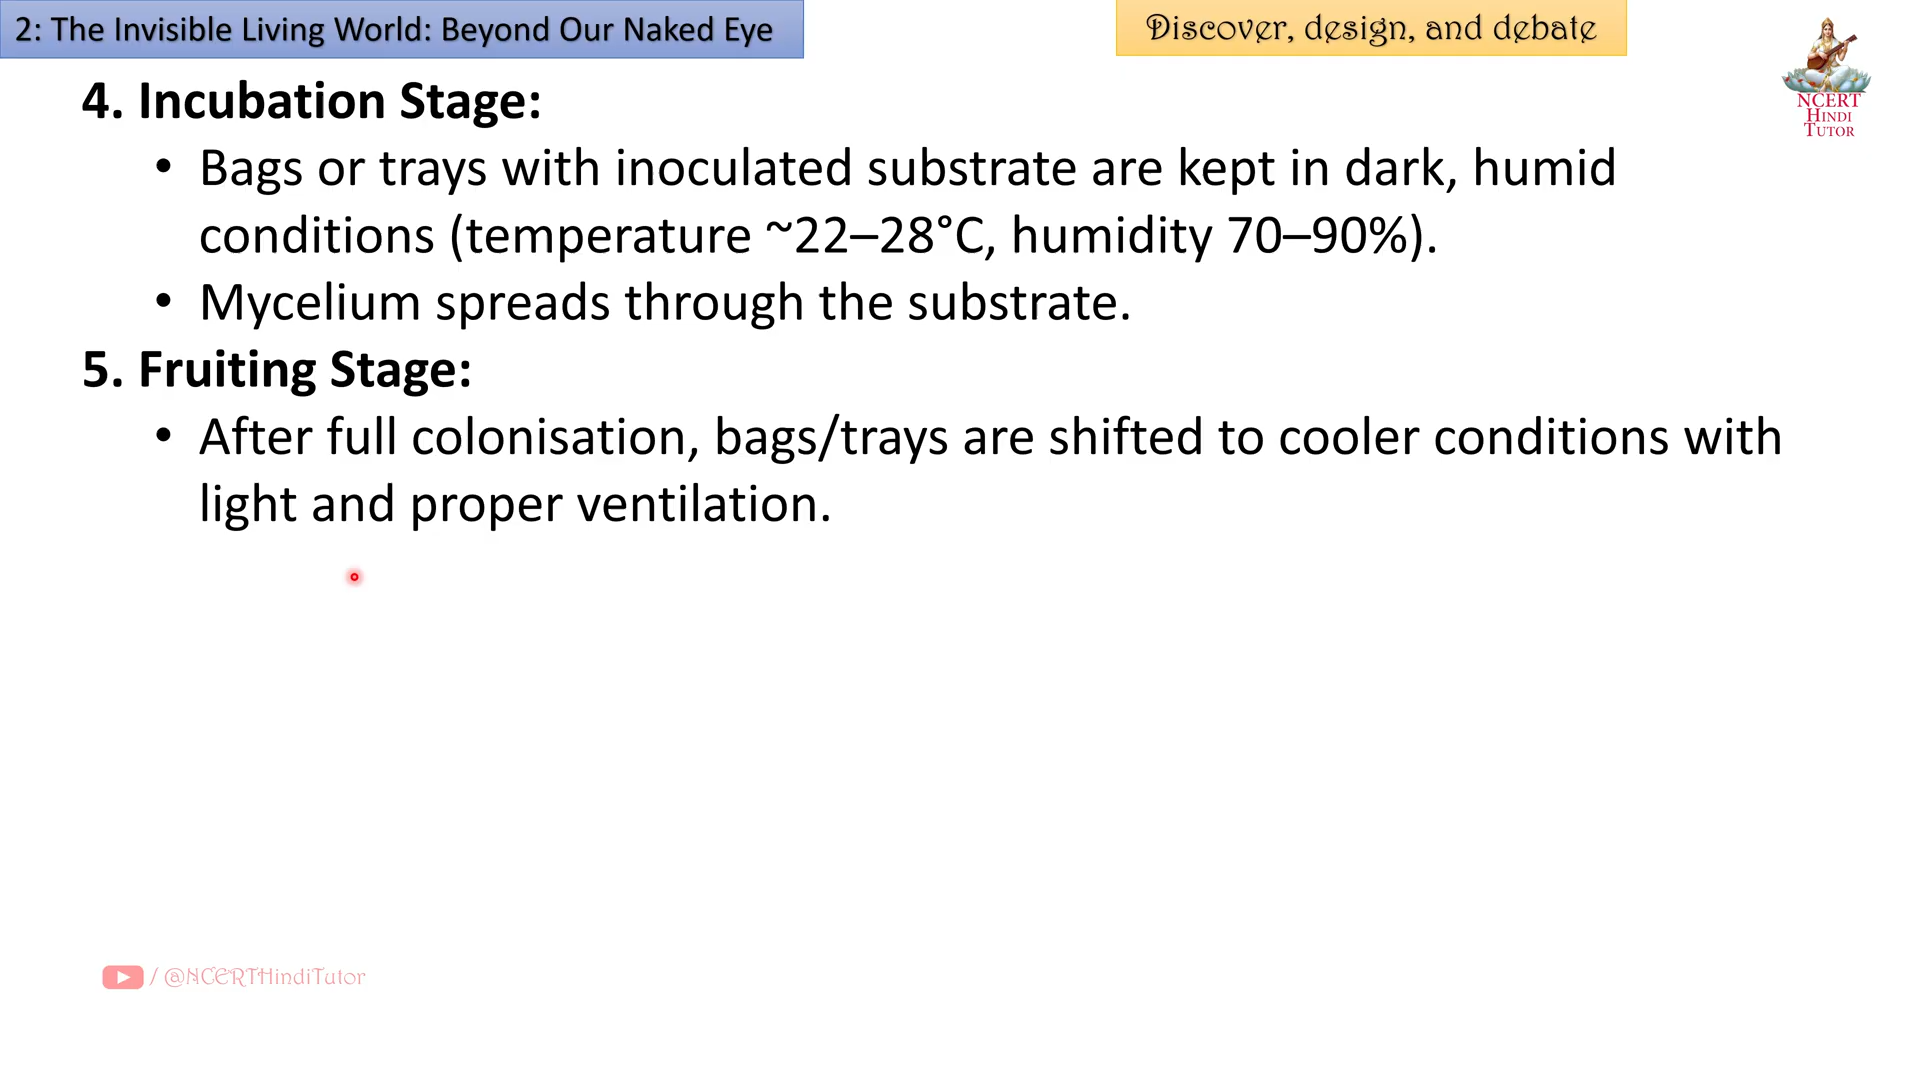 2: The Invisible Living World: Beyond Our Naked Eye
Discover, design, and debate
NCERT
HINDI
TUTOR
4. Incubation Stage:
• Bags or trays with inoculated substrate are kept in dark, humid
conditions (temperature ~22–28°C, humidity 70–90%).
• Mycelium spreads through the substrate.
5. Fruiting Stage:
• After full colonisation, bags/trays are shifted to cooler conditions with
light and proper ventilation.
/ @NCERTHindiTutor